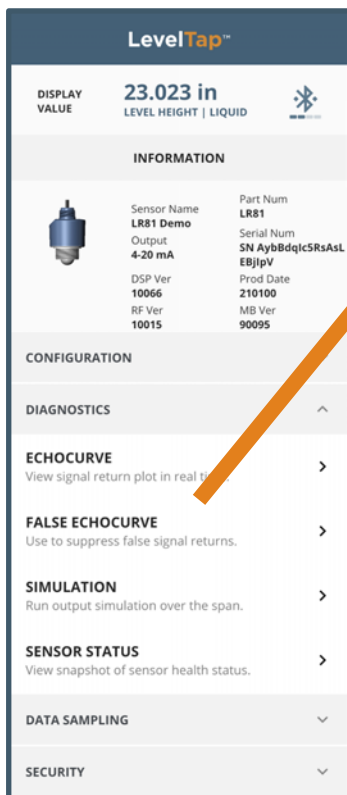 LevelTap™
DISPLAY VALUE
23.023 in
LEVEL HEIGHT | LIQUID
INFORMATION
Sensor Name
LR81 Demo
Output
4-20 mA
DSP Ver
10066
RF Ver
10015
Part Num
LR81
Serial Num
SN AybBdqIc5RsAsL
EBjIpV
Prod Date
210100
MB Ver
90095
CONFIGURATION
DIAGNOSTICS
ECHOCURVE
View signal return plot in real
FALSE ECHOCURVE
Use to suppress false signal returns.
SIMULATION
Run output simulation over the span.
SENSOR STATUS
View snapshot of sensor health status.
DATA SAMPLING
SECURITY